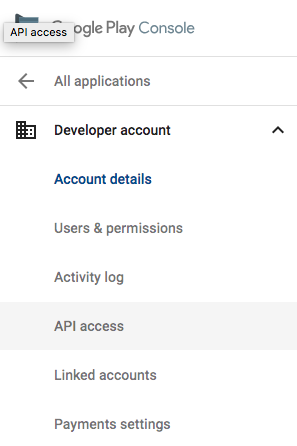 Google Play Console
API access
All applications
Developer account
Account details
Users & permissions
Activity log
API access
Linked accounts
Payments settings